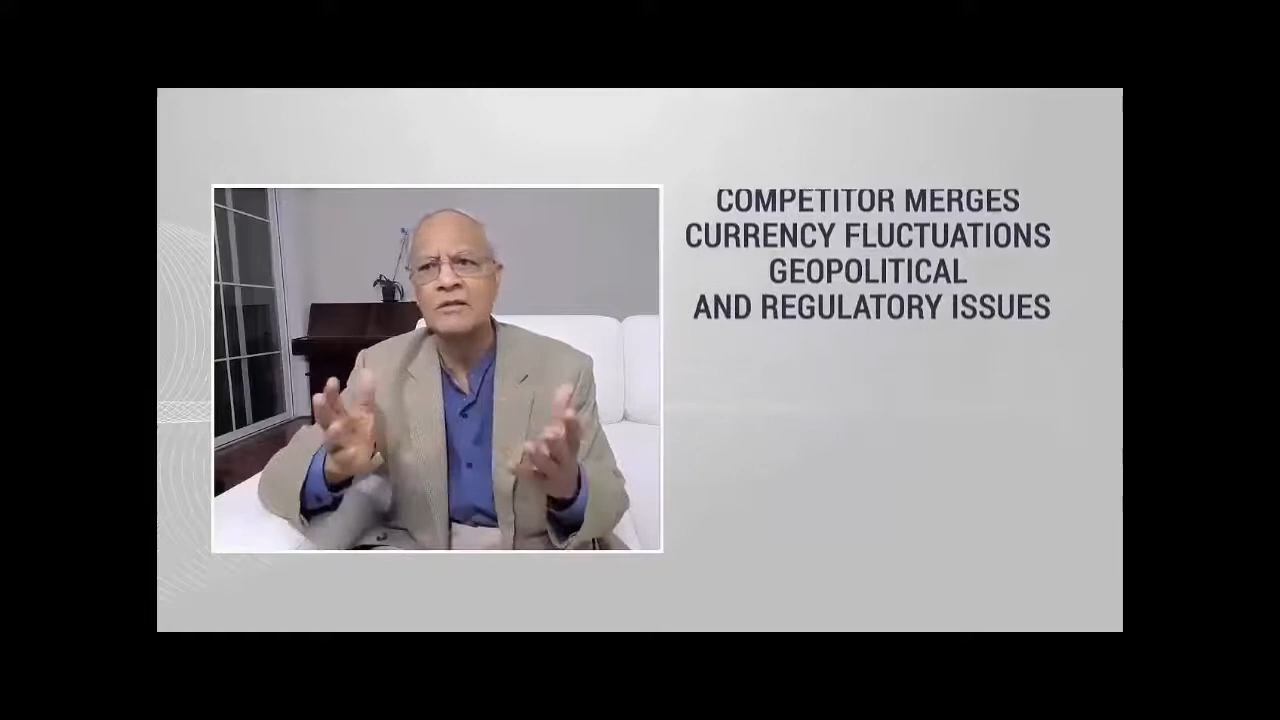 COMPETITOR MERGES
CURRENCY FLUCTUATIONS
GEOPOLITICAL
AND REGULATORY ISSUES